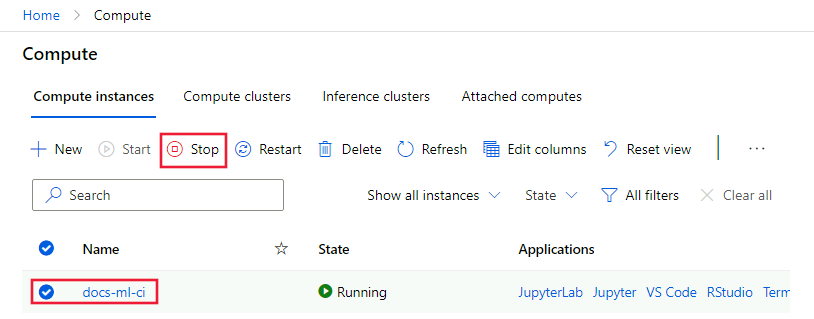 Home > Compute
Compute
Compute instances Compute clusters Inference clusters Attached computes
New Start Stop Restart Delete Refresh Edit columns Reset view ...
Search Show all instances State All filters Clear all
Name State Applications
docs-ml-ci Running JupyterLab Jupyter VS Code RStudio Term